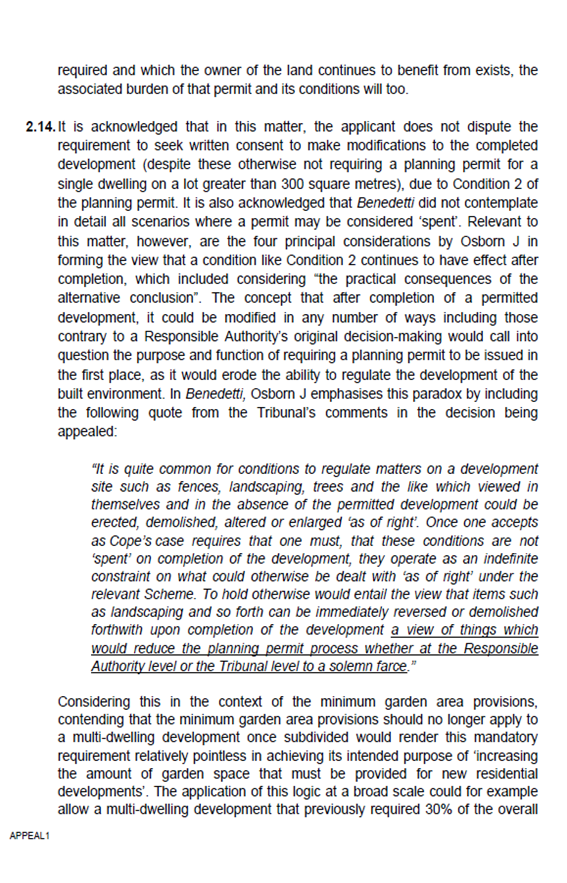 required and which the owner of the land continues to benefit from exists, the
associated burden of that permit and its conditions will too.
2.14. It is acknowledged that in this matter, the applicant does not dispute the
requirement to seek written consent to make modifications to the completed
development (despite these otherwise not requiring a planning permit for a
single dwelling on a lot greater than 300 square metres), due to Condition 2 of
the planning permit. It is also acknowledged that Benedetti did not contemplate
in detail all scenarios where a permit may be considered ‘spent’. Relevant to
this matter, however, are the four principal considerations by Osborn J in
forming the view that a condition like Condition 2 continues to have effect after
completion, which included considering “the practical consequences of the
alternative conclusion”. The concept that after completion of a permitted
development, it could be modified in any number of ways including those
contrary to a Responsible Authority’s original decision-making would call into
question the purpose and function of requiring a planning permit to be issued in
the first place, as it would erode the ability to regulate the development of the
built environment. In Benedetti, Osborn J emphasises this paradox by including
the following quote from the Tribunal’s comments in the decision being
appealed:
“It is quite common for conditions to regulate matters on a development
site such as fences, landscaping, trees and the like which viewed in
themselves and in the absence of the permitted development could be
erected, demolished, altered or enlarged ‘as of right’. Once one accepts
as Cope’s case requires that one must, that these conditions are not
‘spent’ on completion of the development, they operate as an indefinite
constraint on what could otherwise be dealt with ‘as of right’ under the
relevant Scheme. To hold otherwise would entail the view that items such
as landscaping and so forth can be immediately reversed or demolished
forthwith upon completion of the development a view of things which
would reduce the planning permit process whether at the Responsible
Authority level or the Tribunal level to a solemn farce.”
Considering this in the context of the minimum garden area provisions,
contending that the minimum garden area provisions should no longer apply to
a multi-dwelling development once subdivided would render this mandatory
requirement relatively pointless in achieving its intended purpose of ‘increasing
the amount of garden space that must be provided for new residential
developments’. The application of this logic at a broad scale could for example
allow a multi-dwelling development that previously required 30% of the overall
APPEAL1